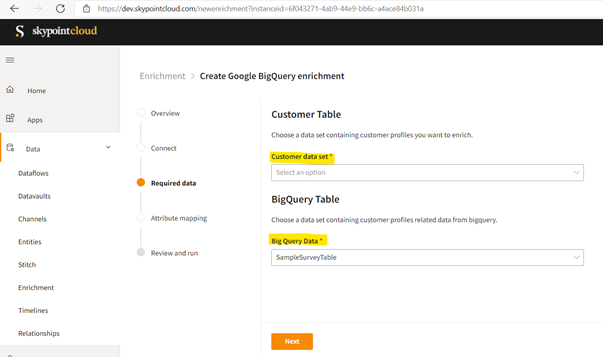 https://dev.skypointcloud.com/newenrichment?instanceid=6f043271-4ab9-44e9-bb6c-a4ace84b031a
skypointcloud
Enrichment > Create Google BigQuery enrichment
Home
Apps
Data
Dataflows
Datavaults
Channels
Entities
Stitch
Enrichment
Timelines
Relationships
Overview
Connect
Required data
Attribute mapping
Review and run
Customer Table
Choose a data set containing customer profiles you want to enrich.
Customer data set *
Select an option
BigQuery Table
Choose a data set containing customer profiles related data from bigquery.
Big Query Data *
SampleSurveyTable
Next